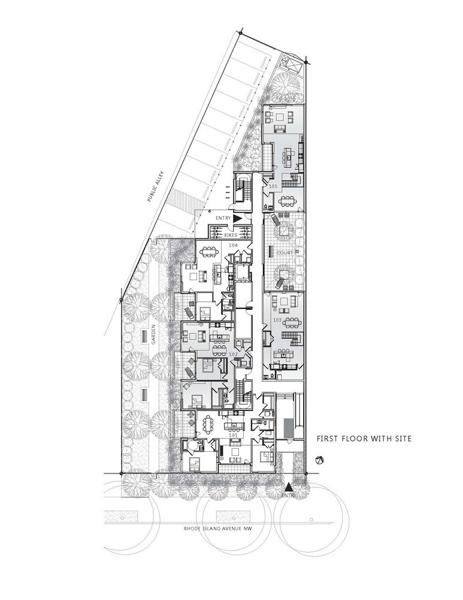 PUBLIC ALLEY
105
ENTRY
BIKES
104
COURT
GARDEN
103
102
101
FIRST FLOOR WITH SITE
ENTRY
RHODE ISLAND AVENUE NW